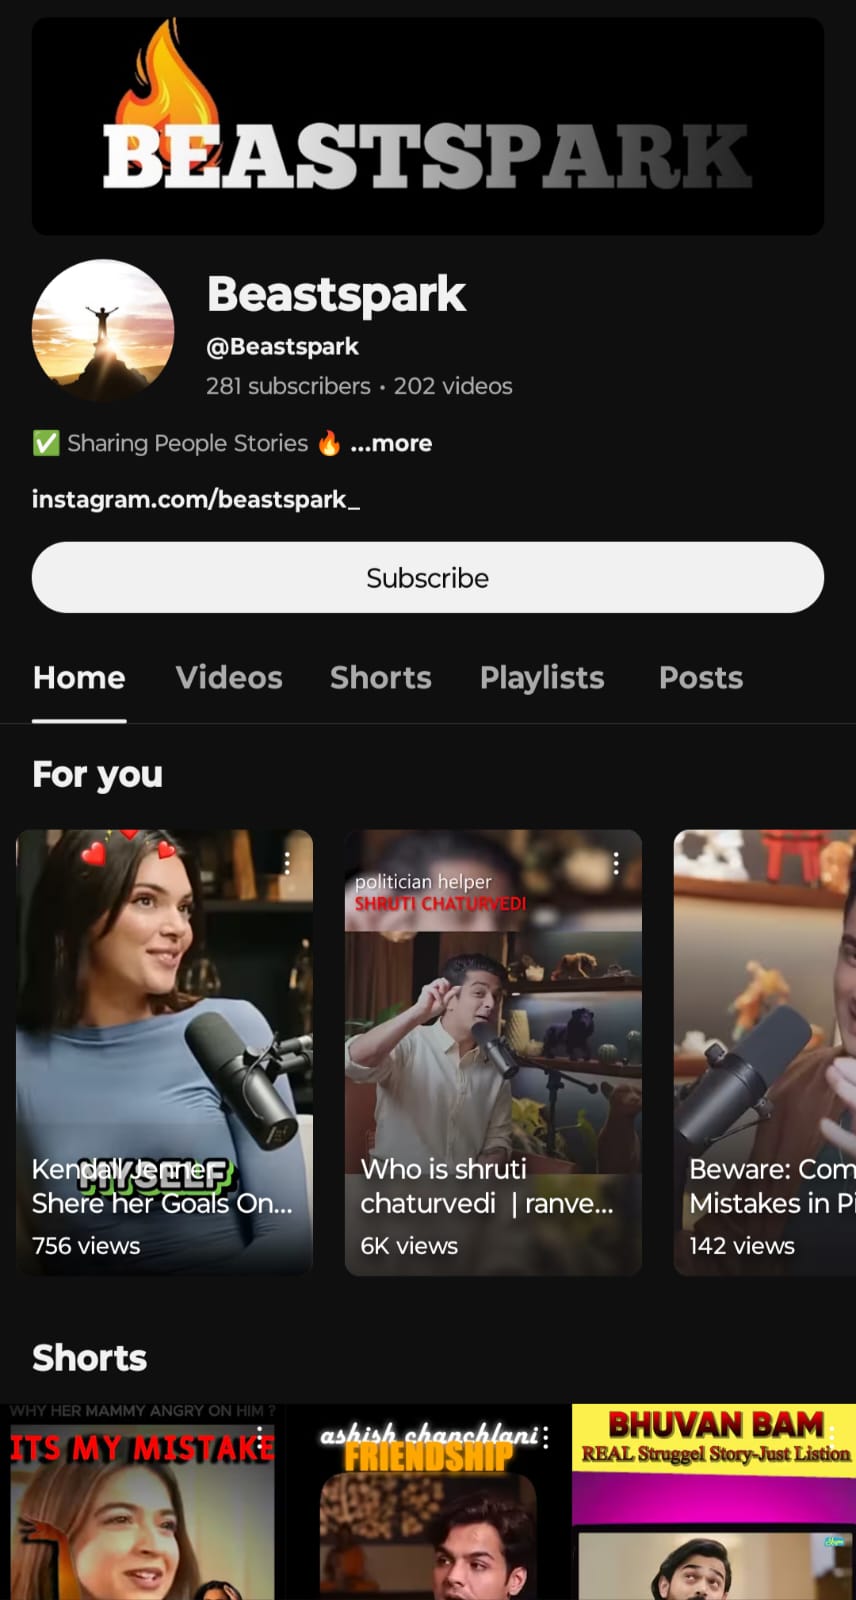 BEASTSPARK
Beastspark
@Beastspark
281 subscribers • 202 videos
✅ Sharing People Stories 🔥 ...more
instagram.com/beastspark_
Subscribe
Home Videos Shorts Playlists Posts
For you
MYSELF
Kendall Jenner
Shere her Goals On...
756 views
politician helper
SHRUTI CHATURVEDI
Who is shruti
chaturvedi | ranve...
6K views
Beware: Com
Mistakes in Pi
142 views
Shorts
WHY HER MAMMY ANGRY ON HIM ?
ITS MY MISTAKE
ashish chanchlani
FRIENDSHIP
BHUVAN BAM
REAL Struggel Story-Just Listion